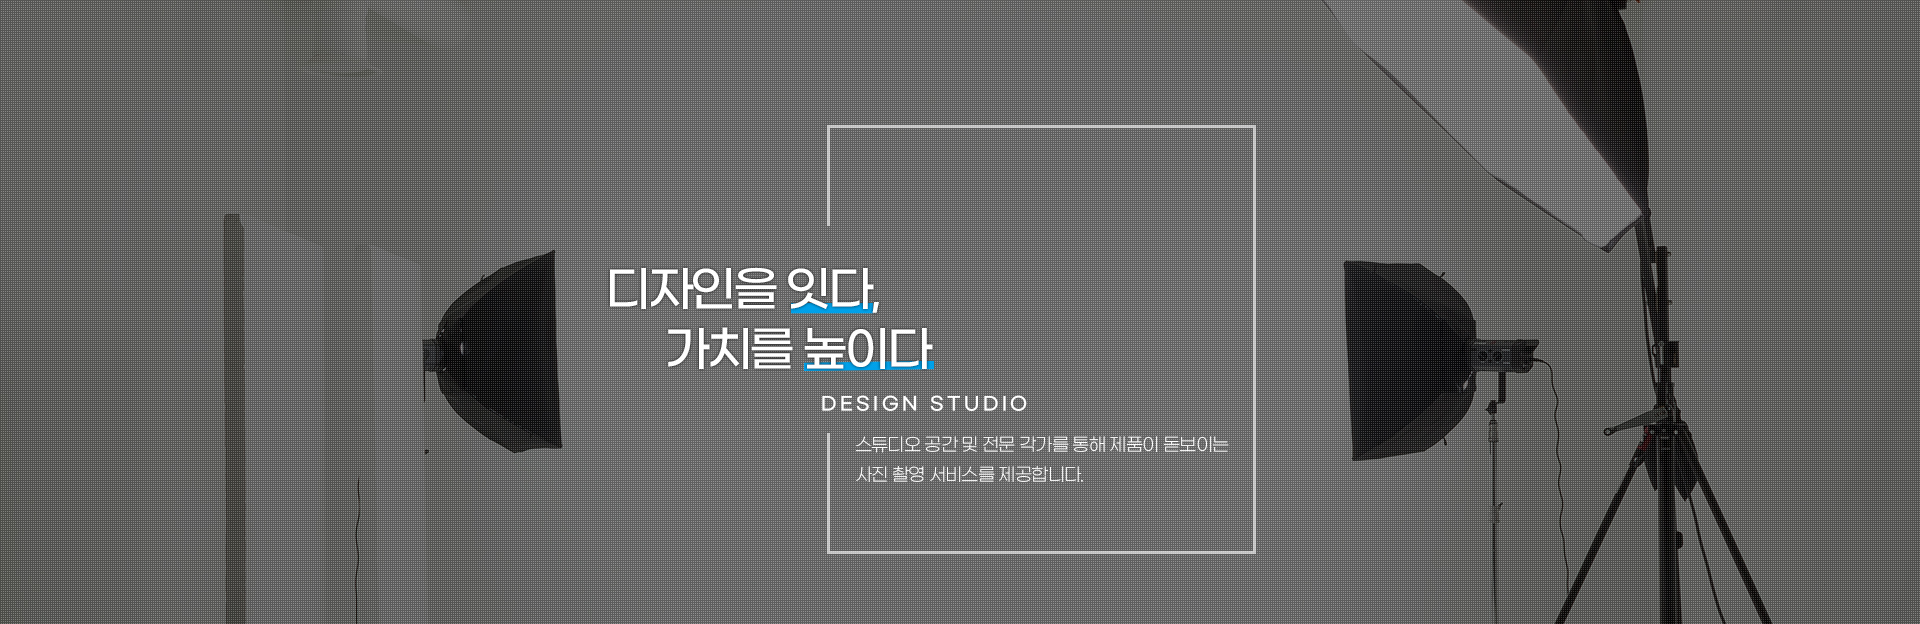 디자인을 잇다,
가치를 높이다
DESIGN STUDIO
스튜디오 공간 및 전문 각가를 통해 제품이 돋보이는
사진 촬영 서비스를 제공합니다.